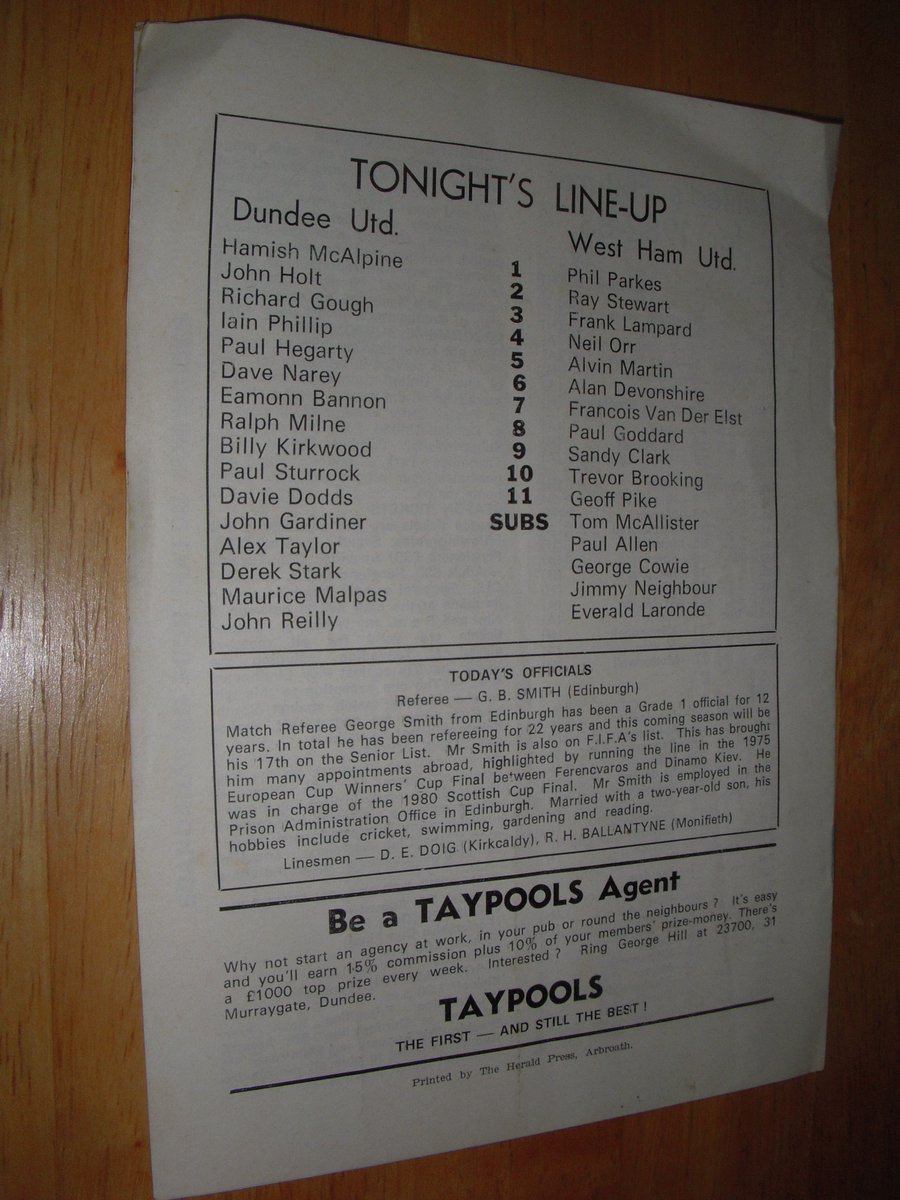 TONIGHT'S LINE-UP
Dundee Utd. West Ham Utd.
Hamish McAlpine 1 Phil Parkes
John Holt 2 Ray Stewart
Richard Gough 3 Frank Lampard
Iain Phillip 4 Neil Orr
Paul Hegarty 5 Alvin Martin
Dave Narey 6 Alan Devonshire
Eamonn Bannon 7 Francois Van Der Elst
Ralph Milne 8 Paul Goddard
Billy Kirkwood 9 Sandy Clark
Paul Sturrock 10 Trevor Brooking
Davie Dodds 11 Geoff Pike
John Gardiner SUBS Tom McAllister
Alex Taylor Paul Allen
Derek Stark George Cowie
Maurice Malpas Jimmy Neighbour
John Reilly Everald Laronde
TODAY'S OFFICIALS
Referee — G. B. SMITH (Edinburgh)
Match Referee George Smith from Edinburgh has been a Grade 1 official for 12
years. In total he has been refereeing for 22 years and this coming season will be
his 17th on the Senior List. Mr Smith is also on F.I.F.A's list. This has brought
him many appointments abroad, highlighted by running the line in the 1975
European Cup Winners' Cup Final between Ferencvaros and Dinamo Kiev. He
was in charge of the 1980 Scottish Cup Final. Mr Smith is employed in the
Prison Administration Office in Edinburgh. Married with a two-year-old son, his
hobbies include cricket, swimming, gardening and reading.
Linesmen — D. E. DOIG (Kirkcaldy), R. H. BALLANTYNE (Monifieth)
Be a TAYPOOLS Agent
Why not start an agency at work, in your pub or round the neighbours ? It's easy
and you'll earn 15% commission plus 10% of your members' prize-money. There's
a £1000 top prize every week. Interested ? Ring George Hill at 23700, 31
Murraygate, Dundee.
TAYPOOLS
THE FIRST — AND STILL THE BEST !
Printed by The Herald Press, Arbroath.